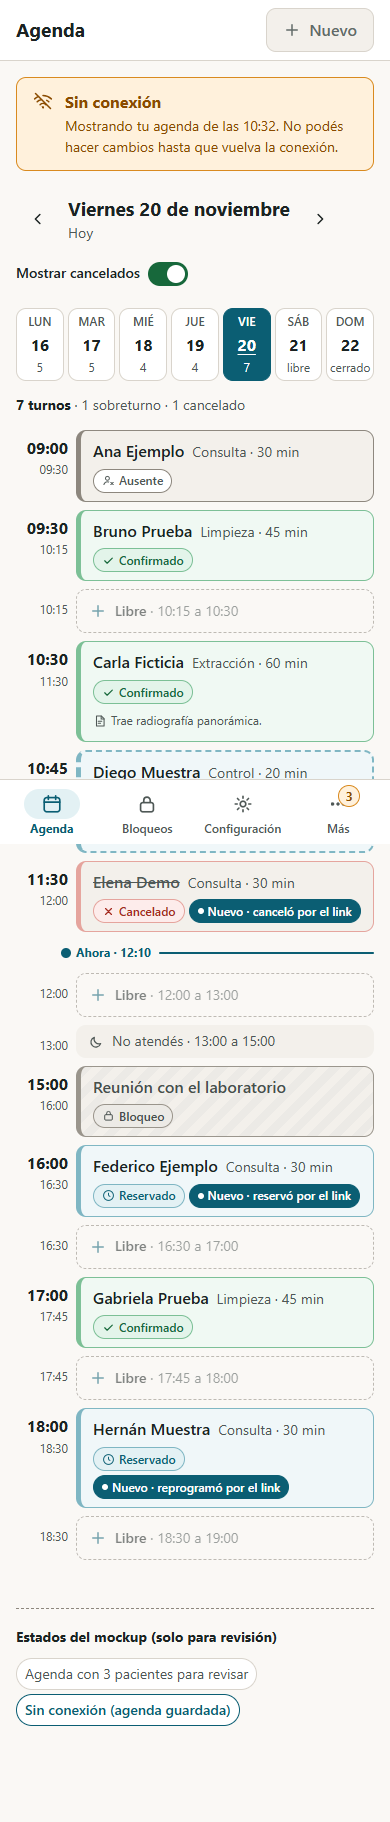 Agenda
Nuevo
Sin conexión
Mostrando tu agenda de las 10:32. No podés
hacer cambios hasta que vuelva la conexión.
Viernes 20 de noviembre
Hoy
Mostrar cancelados
LUN MAR MIÉ JUE VIE SÁB DOM
16 17 18 19 20 21 22
5 5 4 4 7 libre cerrado
7 turnos · 1 sobreturno · 1 cancelado
09:00 Ana Ejemplo Consulta · 30 min
09:30 Ausente
09:30 Bruno Prueba Limpieza · 45 min
10:15 Confirmado
10:15 Libre · 10:15 a 10:30
10:30 Carla Ficticia Extracción · 60 min
11:30 Confirmado
Trae radiografía panorámica.
10:45 Diego Muestra Control · 20 min
3
Agenda Bloqueos Configuración Más
11:30 Elena Demo Consulta · 30 min
12:00 Cancelado Nuevo · canceló por el link
Ahora · 12:10
12:00 Libre · 12:00 a 13:00
13:00 No atendés · 13:00 a 15:00
15:00 Reunión con el laboratorio
16:00 Bloqueo
16:00 Federico Ejemplo Consulta · 30 min
16:30 Reservado Nuevo · reservó por el link
16:30 Libre · 16:30 a 17:00
17:00 Gabriela Prueba Limpieza · 45 min
17:45 Confirmado
17:45 Libre · 17:45 a 18:00
18:00 Hernán Muestra Consulta · 30 min
18:30 Reservado
Nuevo · reprogramó por el link
18:30 Libre · 18:30 a 19:00
Estados del mockup (solo para revisión)
Agenda con 3 pacientes para revisar
Sin conexión (agenda guardada)